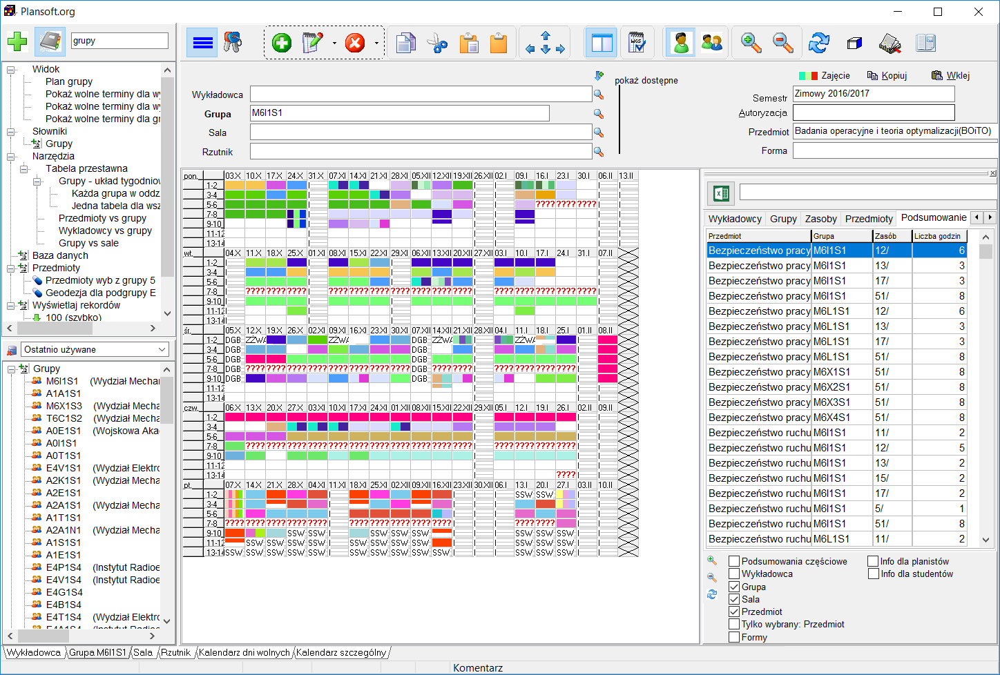 Plansoft.org
grupy
Widok
Plan grupy
Pokaż wolne terminy dla wy
Pokaż wolne terminy dla wy
Pokaż wolne terminy dla gr
Słowniki
Grupy
Narzędzia
Tabela przestawna
Grupy - układ tygodniov
Każda grupa w oddz
Jedna tabela dla wsz
Przedmioty vs grupy
Wykładowcy vs grupy
Grupy vs sale
Baza danych
Przedmioty
Przedmioty wyb z grupy 5
Geodezja dla podgrupy E
Wyświetlaj rekordów
100 (szybko)
Ostatnio używane
Grupy
M6I1S1 (Wydział Mechar
A1A1S1
M6X1S3 (Wydział Mecha
T6C1S2 (Wydział Mecha
A0E1S1 (Wojskowa Aka
A0I1S1
A0T1S1
E4V1S1 (Wydział Elektro
A2K1S1 (Wydział Mecha
A2E1S1
A2A1S1 (Wydział Mecha
A1T1S1
A2A1N1 (Wydział Mecha
A1S1S1
A1E1S1
E4P1S4 (Instytut Radioe
E4V1S4 (Instytut Radioe
E4G1S4
E4B1S4
E4T1S4 (Wydział Elektro
E4A1S4 (Instytut Radioe
WGS
Wykładowca
Grupa M6I1S1
Sala
Rzutnik
pokaż dostępne
Zajęcie Kopiuj Wklej
Semestr Zimowy 2016/2017
Autoryzacja
Przedmiot Badania operacyjne i teoria optymalizacji(BOiTO)
Forma
pon. 03.X 10.X 17.X 24.X 31.X 07.XI 14.XI 21.XI 28.XI 05.XII 12.XII 19.XII 26.XII 02.I 09.I 16.I 23.I 30.I 06.II 13.II
1-2
3-4
5-6 ???? ???? ????
7-8
9-10
11-12
13-14
wt. 04.X 11.X 18.X 25.X 01.XI 08.XI 15.XI 22.XI 29.XI 06.XII 13.XII 20.XII 27.XII 03.I 10.I 17.I 24.I 31.I 07.II
1-2
3-4
5-6
7-8 ???? ???? ???? ???? ???? ???? ???? ???? ???? ???? ???? ???? ???? ????
9-10
11-12
13-14
śr. 05.X 12.X 19.X 26.X 02.XI 09.XI 16.XI 23.XI 30.XI 07.XII 14.XII 21.XII 28.XII 04.I 11.I 18.I 25.I 01.II 08.II
1-2 DGB ZZWA ZZWA DGB ZZWA ZZWA
3-4 DGB DGB
5-6 DGB DGB
7-8 DGB ???? ???? ???? ???? ???? ???? ???? ???? DGB ???? ???? ???? ???? ???? ????
9-10 DGB DGB
11-12
13-14
czw. 06.X 13.X 20.X 27.X 03.XI 10.XI 17.XI 24.XI 01.XII 08.XII 15.XII 22.XII 29.XII 05.I 12.I 19.I 26.I 02.II 09.II
1-2
3-4
5-6
7-8 ???? ???? ???? ???? ???? ???? ???? ???? ???? ???? ???? ???? ???? ???? ????
9-10
11-12
13-14 ????
pt. 07.X 14.X 21.X 28.X 04.XI 11.XI 18.XI 25.XI 02.XII 09.XII 16.XII 23.XII 30.XII 06.I 13.I 20.I 27.I 03.II 10.II
1-2 SSW SSW
3-4
5-6
7-8 ???? ???? ???? ???? ???? ???? ???? ???? ???? ???? ???? ???? ????
9-10 SSW SSW SSW SSW SSW SSW SSW SSW
11-12 SSW SSW SSW SSW SSW SSW SSW SSW SSW SSW SSW
13-14 SSW SSW SSW SSW SSW SSW SSW SSW SSW SSW SSW SSW SSW
Wykładowcy Grupy Zasoby Przedmioty Podsumowanie
Przedmiot Grupa Zasób Liczba godzin
Bezpieczeństwo pracy M6I1S1 12/ 6
Bezpieczeństwo pracy M6I1S1 13/ 3
Bezpieczeństwo pracy M6I1S1 17/ 3
Bezpieczeństwo pracy M6I1S1 51/ 8
Bezpieczeństwo pracy M6L1S1 12/ 6
Bezpieczeństwo pracy M6L1S1 13/ 3
Bezpieczeństwo pracy M6L1S1 17/ 3
Bezpieczeństwo pracy M6L1S1 51/ 8
Bezpieczeństwo pracy M6X1S1 51/ 8
Bezpieczeństwo pracy M6X2S1 51/ 8
Bezpieczeństwo pracy M6X3S1 51/ 8
Bezpieczeństwo pracy M6X4S1 51/ 8
Bezpieczeństwo ruchu M6I1S1 11/ 2
Bezpieczeństwo ruchu M6I1S1 12/ 5
Bezpieczeństwo ruchu M6I1S1 13/ 2
Bezpieczeństwo ruchu M6I1S1 15/ 2
Bezpieczeństwo ruchu M6I1S1 17/ 2
Bezpieczeństwo ruchu M6I1S1 5/ 1
Bezpieczeństwo ruchu M6I1S1 51/ 8
Bezpieczeństwo ruchu M6L1S1 11/ 2
Podsumowania częściowe
Wykładowca
Grupa
Sala
Przedmiot
Tylko wybrany: Przedmiot
Formy
Info dla planistów
Info dla studentów
Wykładowca Grupa M6I1S1 Sala Rzutnik Kalendarz dni wolnych Kalendarz szczególny
Komentarz